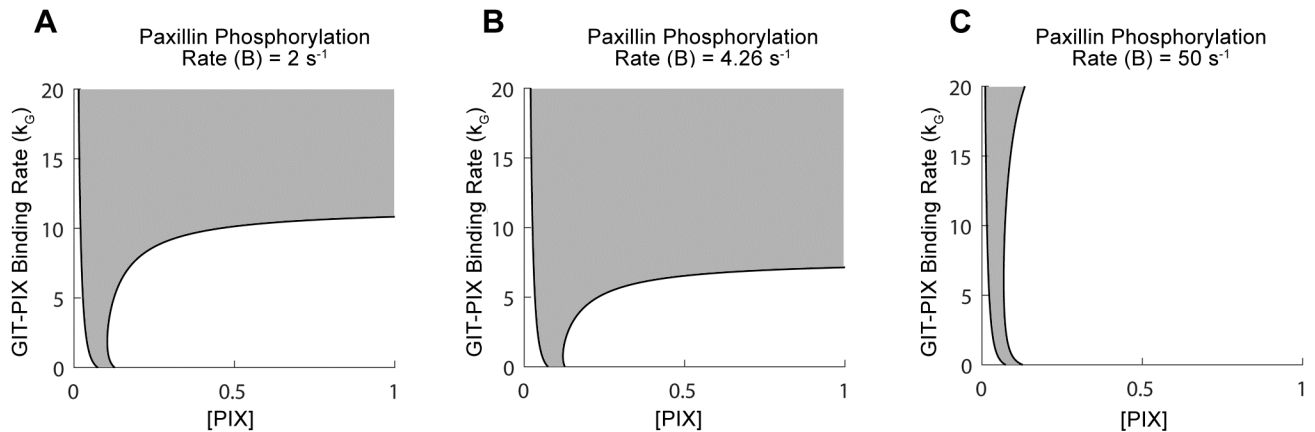 A
Paxillin Phosphorylation
Rate (B) = 2 s⁻¹
GIT-PIX Binding Rate (k_G)
20
15
10
5
0
0
0.5
1
[PIX]
B
Paxillin Phosphorylation
Rate (B) = 4.26 s⁻¹
GIT-PIX Binding Rate (k_G)
20
15
10
5
0
0
0.5
1
[PIX]
C
Paxillin Phosphorylation
Rate (B) = 50 s⁻¹
GIT-PIX Binding Rate (k_G)
20
15
10
5
0
0
0.5
1
[PIX]